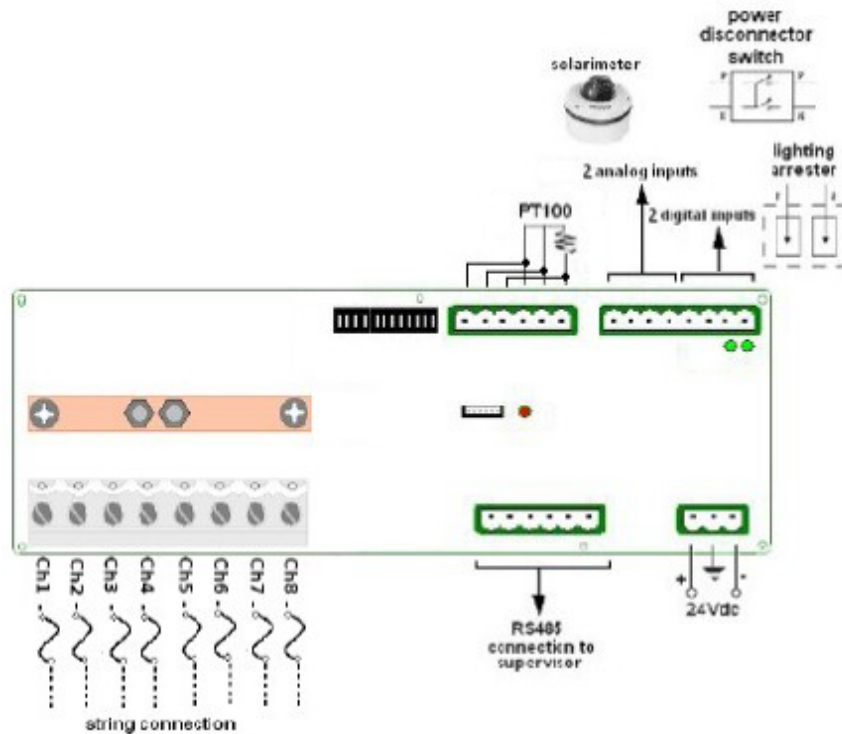 power
disconnector
switch
solarimeter
lighting
arrester
2 analog inputs
PT100
2 digital inputs
Ch1 -
Ch2 -
Ch3 -
Ch4 -
Ch5 -
Ch6 -
Ch7 -
Ch8 -
+
-
24Vdc
RS485
connection to
supervisor
string connection